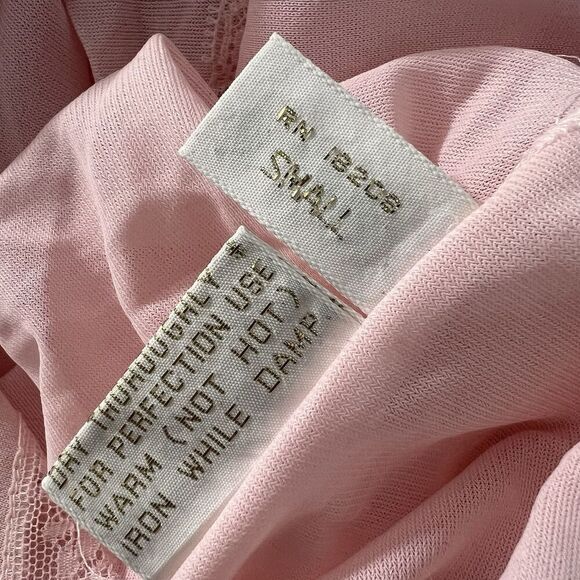 RN 18208
SMALL
DRY THOROUGHLY *
FOR PERFECTION USE
WARM (NOT HOT)
IRON WHILE DAMP.